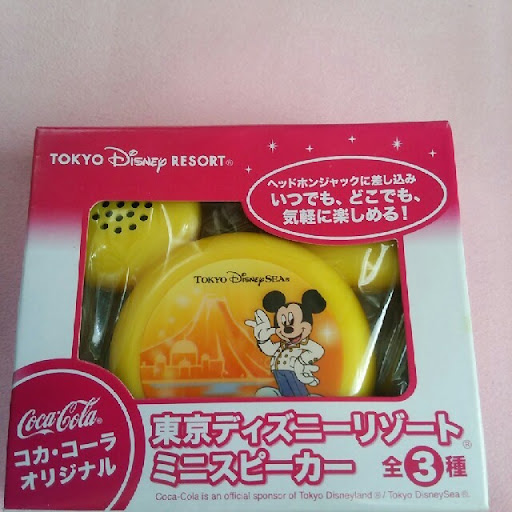 TOKYO DISNEY RESORT®
ヘッドホンジャックに差し込み
いつでも、どこでも、
気軽に楽しめる!
TOKYO DISNEYSEA®
Coca-Cola®
コカ・コーラ
オリジナル
東京ディズニーリゾート®
ミニスピーカー
全3種
Coca-Cola is an official sponsor of Tokyo Disneyland®/Tokyo DisneySea®.